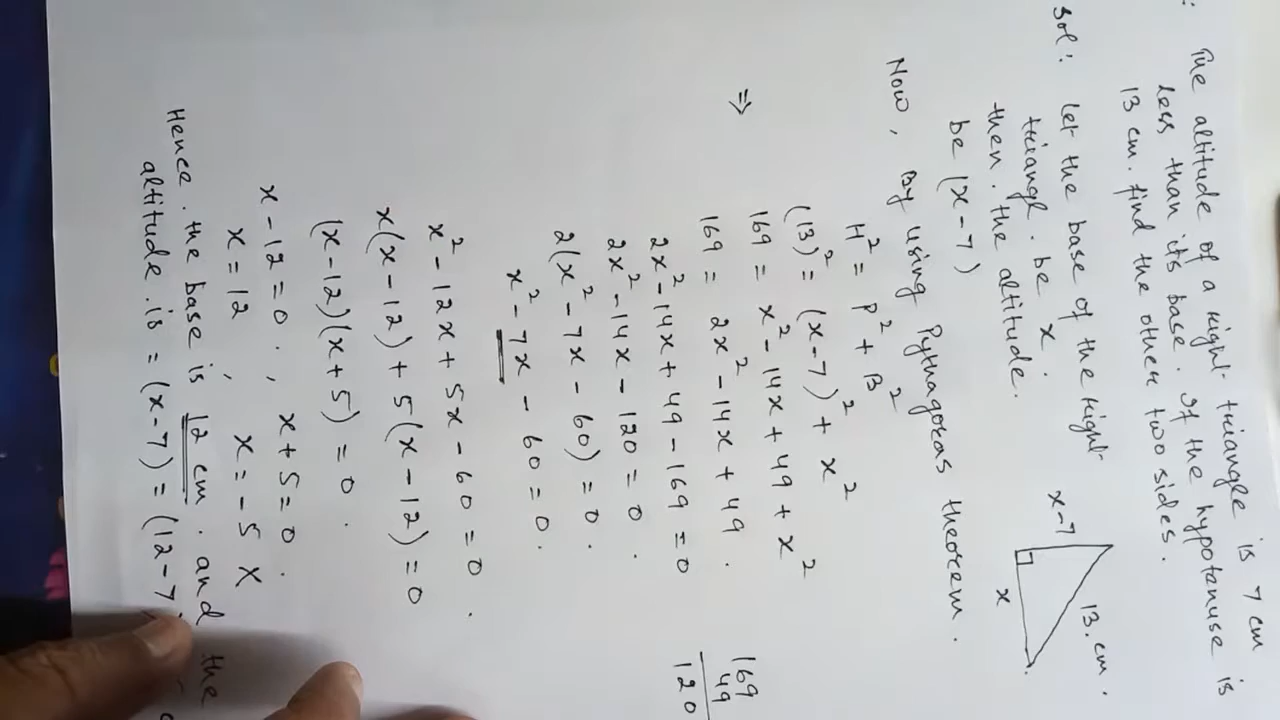 : The altitude of a right triangle is 7 cm
less than its base. If the hypotenuse is
13 cm. find the other two sides.
Sol: Let the base of the right-
triangl. be x.
then. the altitude.
be (x-7)
x-7
13.cm.
x
Now, By using Pythagoras theorem.
H² = P² + B²
(13)² = (x-7)² + x²
⇒ 169 = x² - 14x + 49 + x²
169 = 2x² - 14x + 49.
2x² - 14x + 49 - 169 = 0
2x² - 14x - 120 = 0.
2(x² - 7x - 60) = 0.
x² - 7x - 60 = 0.
169
49
120
x² - 12x + 5x - 60 = 0.
x(x-12) + 5(x-12) = 0
(x-12)(x+5) = 0.
x-12 = 0. , x+5 = 0.
x = 12 , x = -5 X
Hence. the base is 12 cm. and the
altitude. is = (x-7) = (12-7